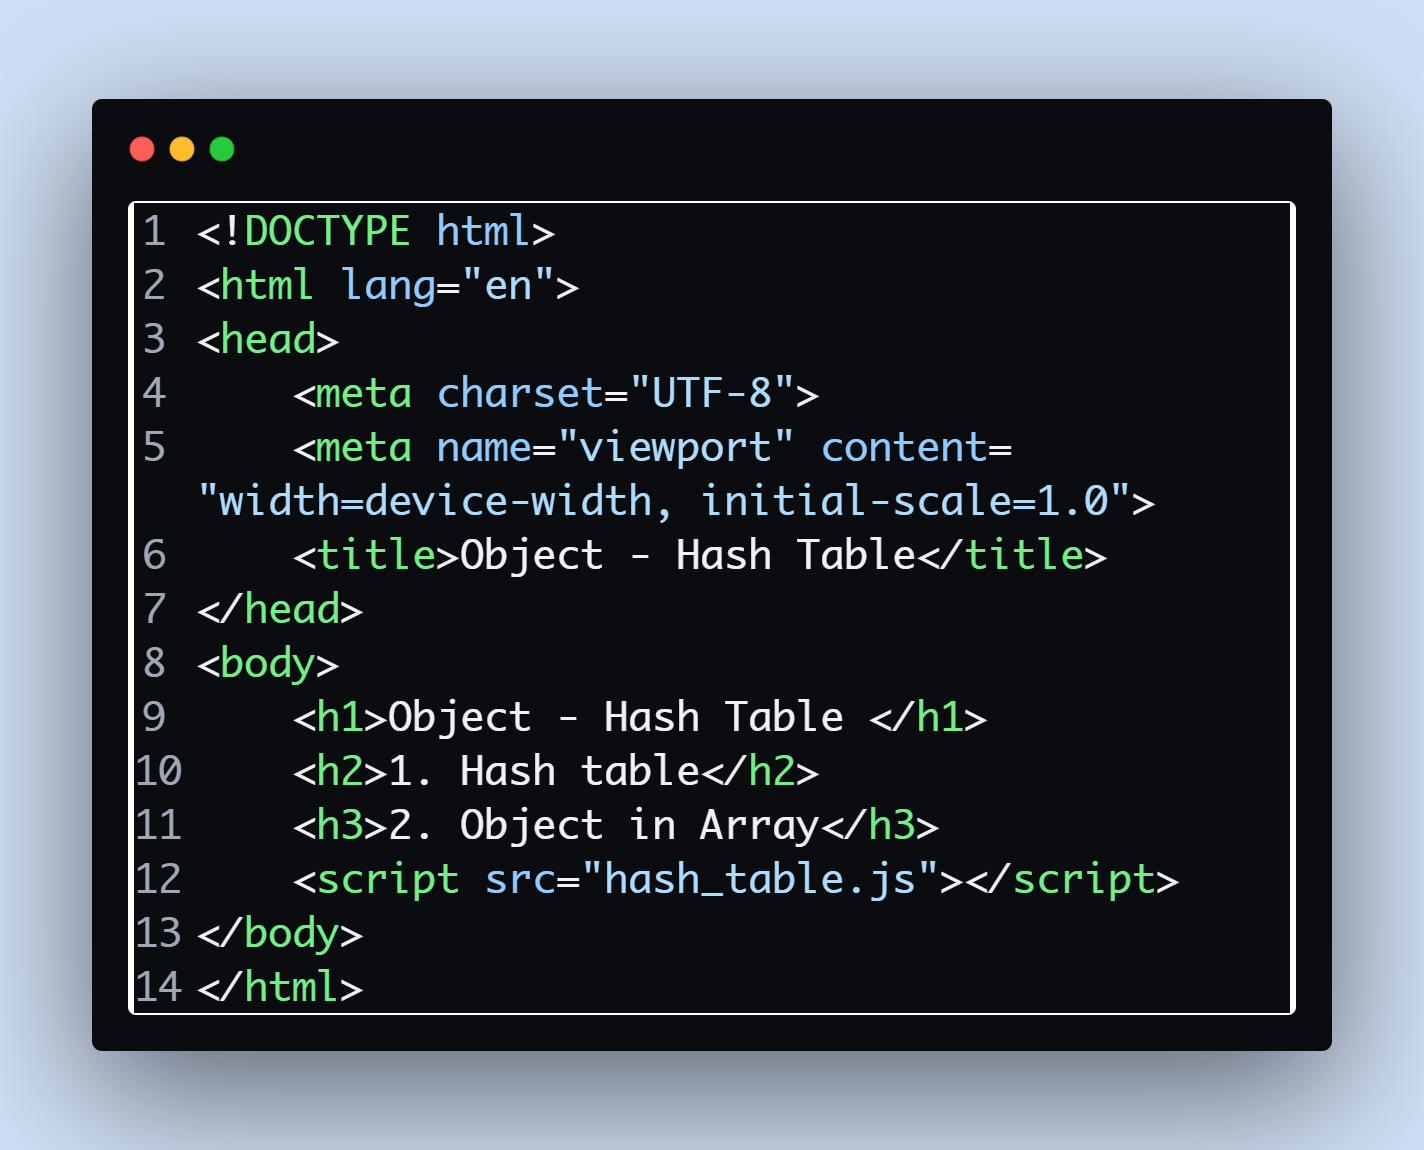 1 <!DOCTYPE html>
2 <html lang="en">
3 <head>
4     <meta charset="UTF-8">
5     <meta name="viewport" content=
"width=device-width, initial-scale=1.0">
6     <title>Object - Hash Table</title>
7 </head>
8 <body>
9     <h1>Object - Hash Table </h1>
10     <h2>1. Hash table</h2>
11     <h3>2. Object in Array</h3>
12     <script src="hash_table.js"></script>
13 </body>
14 </html>